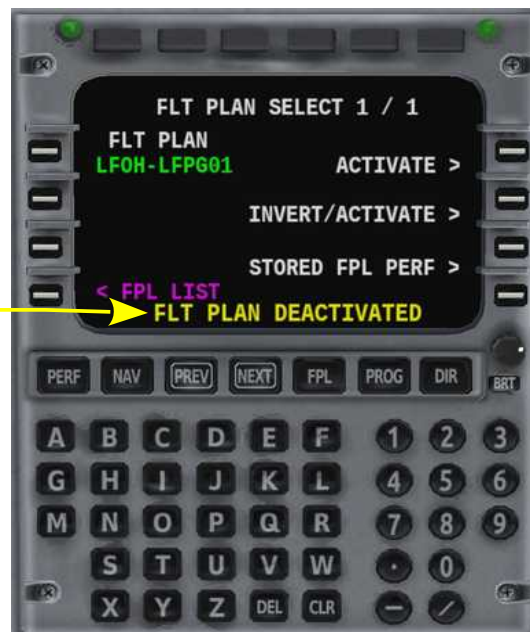 FLT PLAN SELECT 1 / 1
FLT PLAN
LFOH-LFPG01 ACTIVATE >
INVERT/ACTIVATE >
STORED FPL PERF >
< FPL LIST
FLT PLAN DEACTIVATED
PERF NAV PREV NEXT FPL PROG DIR BRT
A B C D E F 1 2 3
G H I J K L 4 5 6
M N O P Q R 7 8 9
S T U V W · 0
X Y Z DEL CLR - /